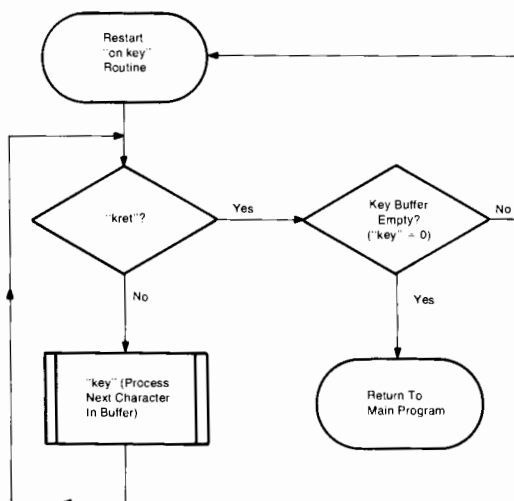 Restart
"on key"
Routine
"kret"?
Yes
Key Buffer
Empty?
("key" = 0)
No
No
Yes
"key" (Process
Next Character
In Buffer)
Return To
Main Program